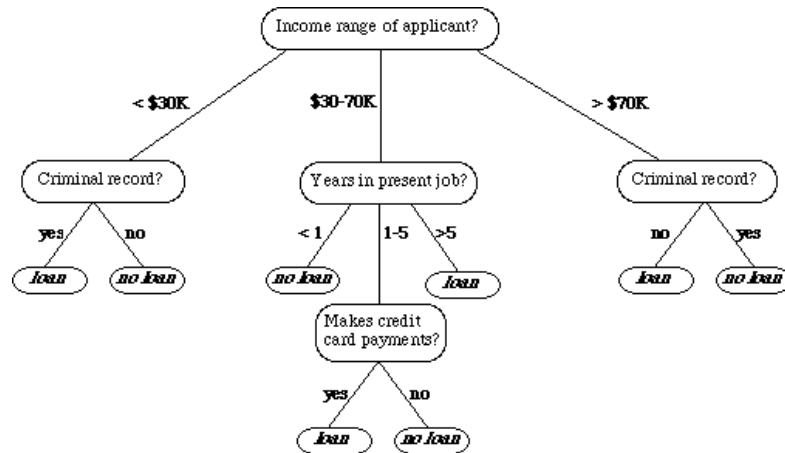 Income range of applicant?
< $30K
$30-70K
> $70K
Criminal record?
Years in present job?
Criminal record?
yes
no
< 1
1-5
>5
no
yes
loan
no loan
no loan
loan
loan
no loan
Makes credit
card payments?
yes
no
loan
no loan